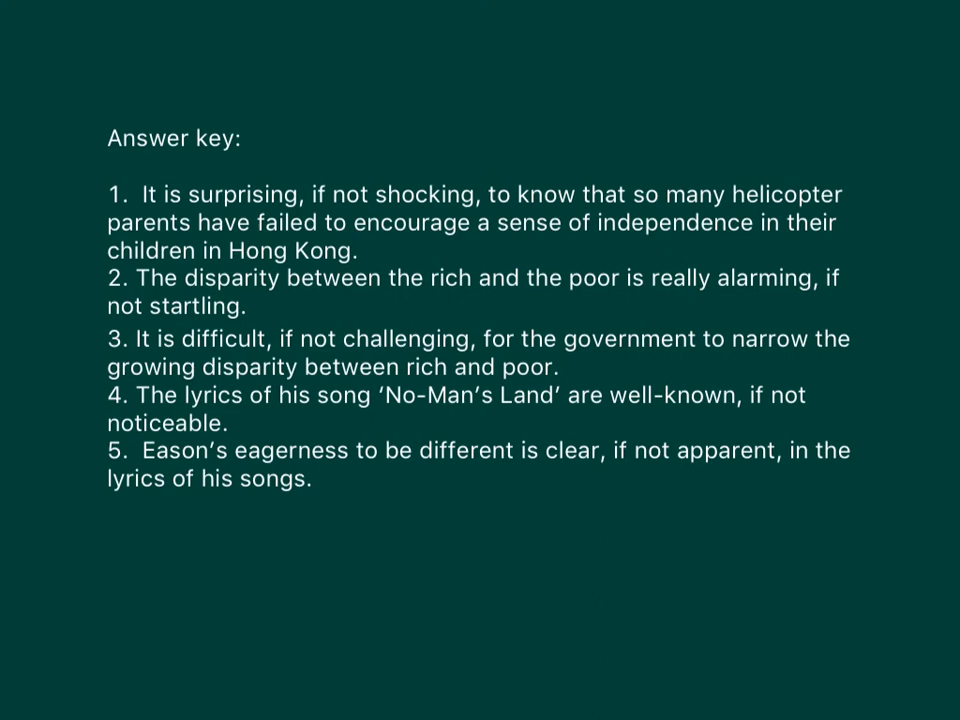 Answer key:
1.  It is surprising, if not shocking, to know that so many helicopter
parents have failed to encourage a sense of independence in their
children in Hong Kong.
2. The disparity between the rich and the poor is really alarming, if
not startling.
3. It is difficult, if not challenging, for the government to narrow the
growing disparity between rich and poor.
4. The lyrics of his song ’No-Man’s Land’ are well-known, if not
noticeable.
5.  Eason’s eagerness to be different is clear, if not apparent, in the
lyrics of his songs.